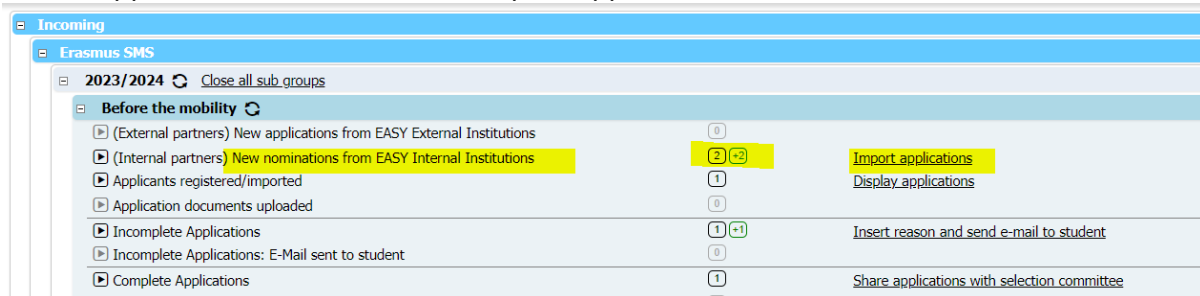 Incoming
Erasmus SMS
2023/2024 Close all sub groups
Before the mobility
(External partners) New applications from EASY External Institutions 0
(Internal partners) New nominations from EASY Internal Institutions 2 +2 Import applications
Applicants registered/imported 1 Display applications
Application documents uploaded 0
Incomplete Applications 1 +1 Insert reason and send e-mail to student
Incomplete Applications: E-Mail sent to student 0
Complete Applications 1 Share applications with selection committee